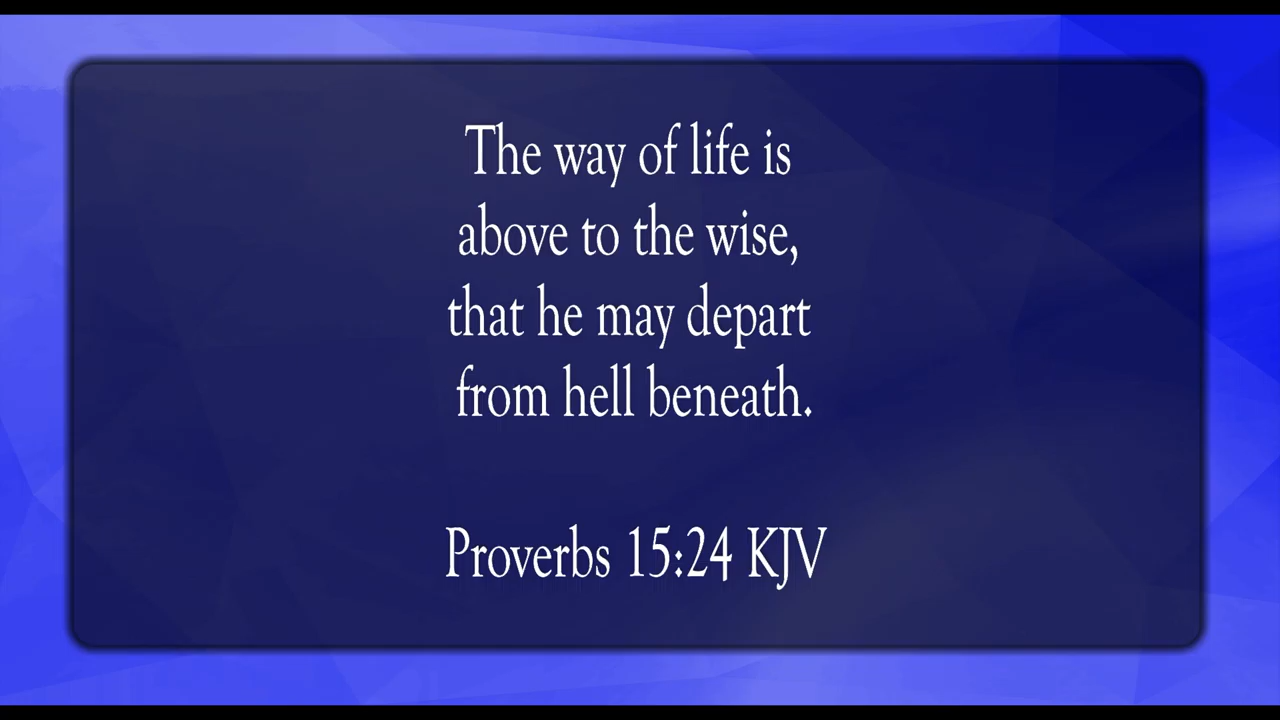 The way of life is
above to the wise,
that he may depart
from hell beneath.
Proverbs 15:24 KJV